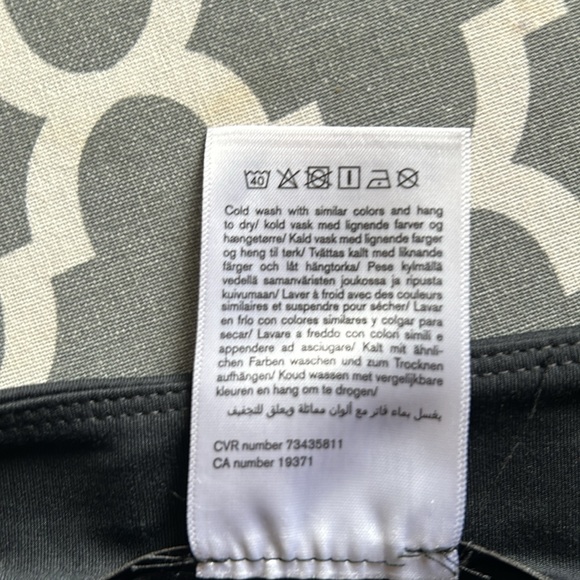 40
Cold wash with similar colors and hang
to dry/ kold vask med lignende farver og
hængetørre/ Kald vask med lignende farger
og heng til tørk/ Tvättas kallt med liknande
färger och låt hängtorka/ Pese kylmällä
vedellä samanväristen joukossa ja ripusta
kuivumaan/ Laver à froid avec des couleurs
similaires et suspendre pour sécher/ Lavar
en frío con colores similares y colgar para
secar/ Lavare a freddo con colori simili e
appendere ad asciugare/ Kalt mit ähnli-
chen Farben waschen und zum Trocknen
aufhängen/ Koud wassen met vergelijkbare
kleuren en hang om te drogen/
يغسل بماء فاتر مع ألوان مماثلة ويعلق للتجفيف
CVR number 73435811
CA number 19371